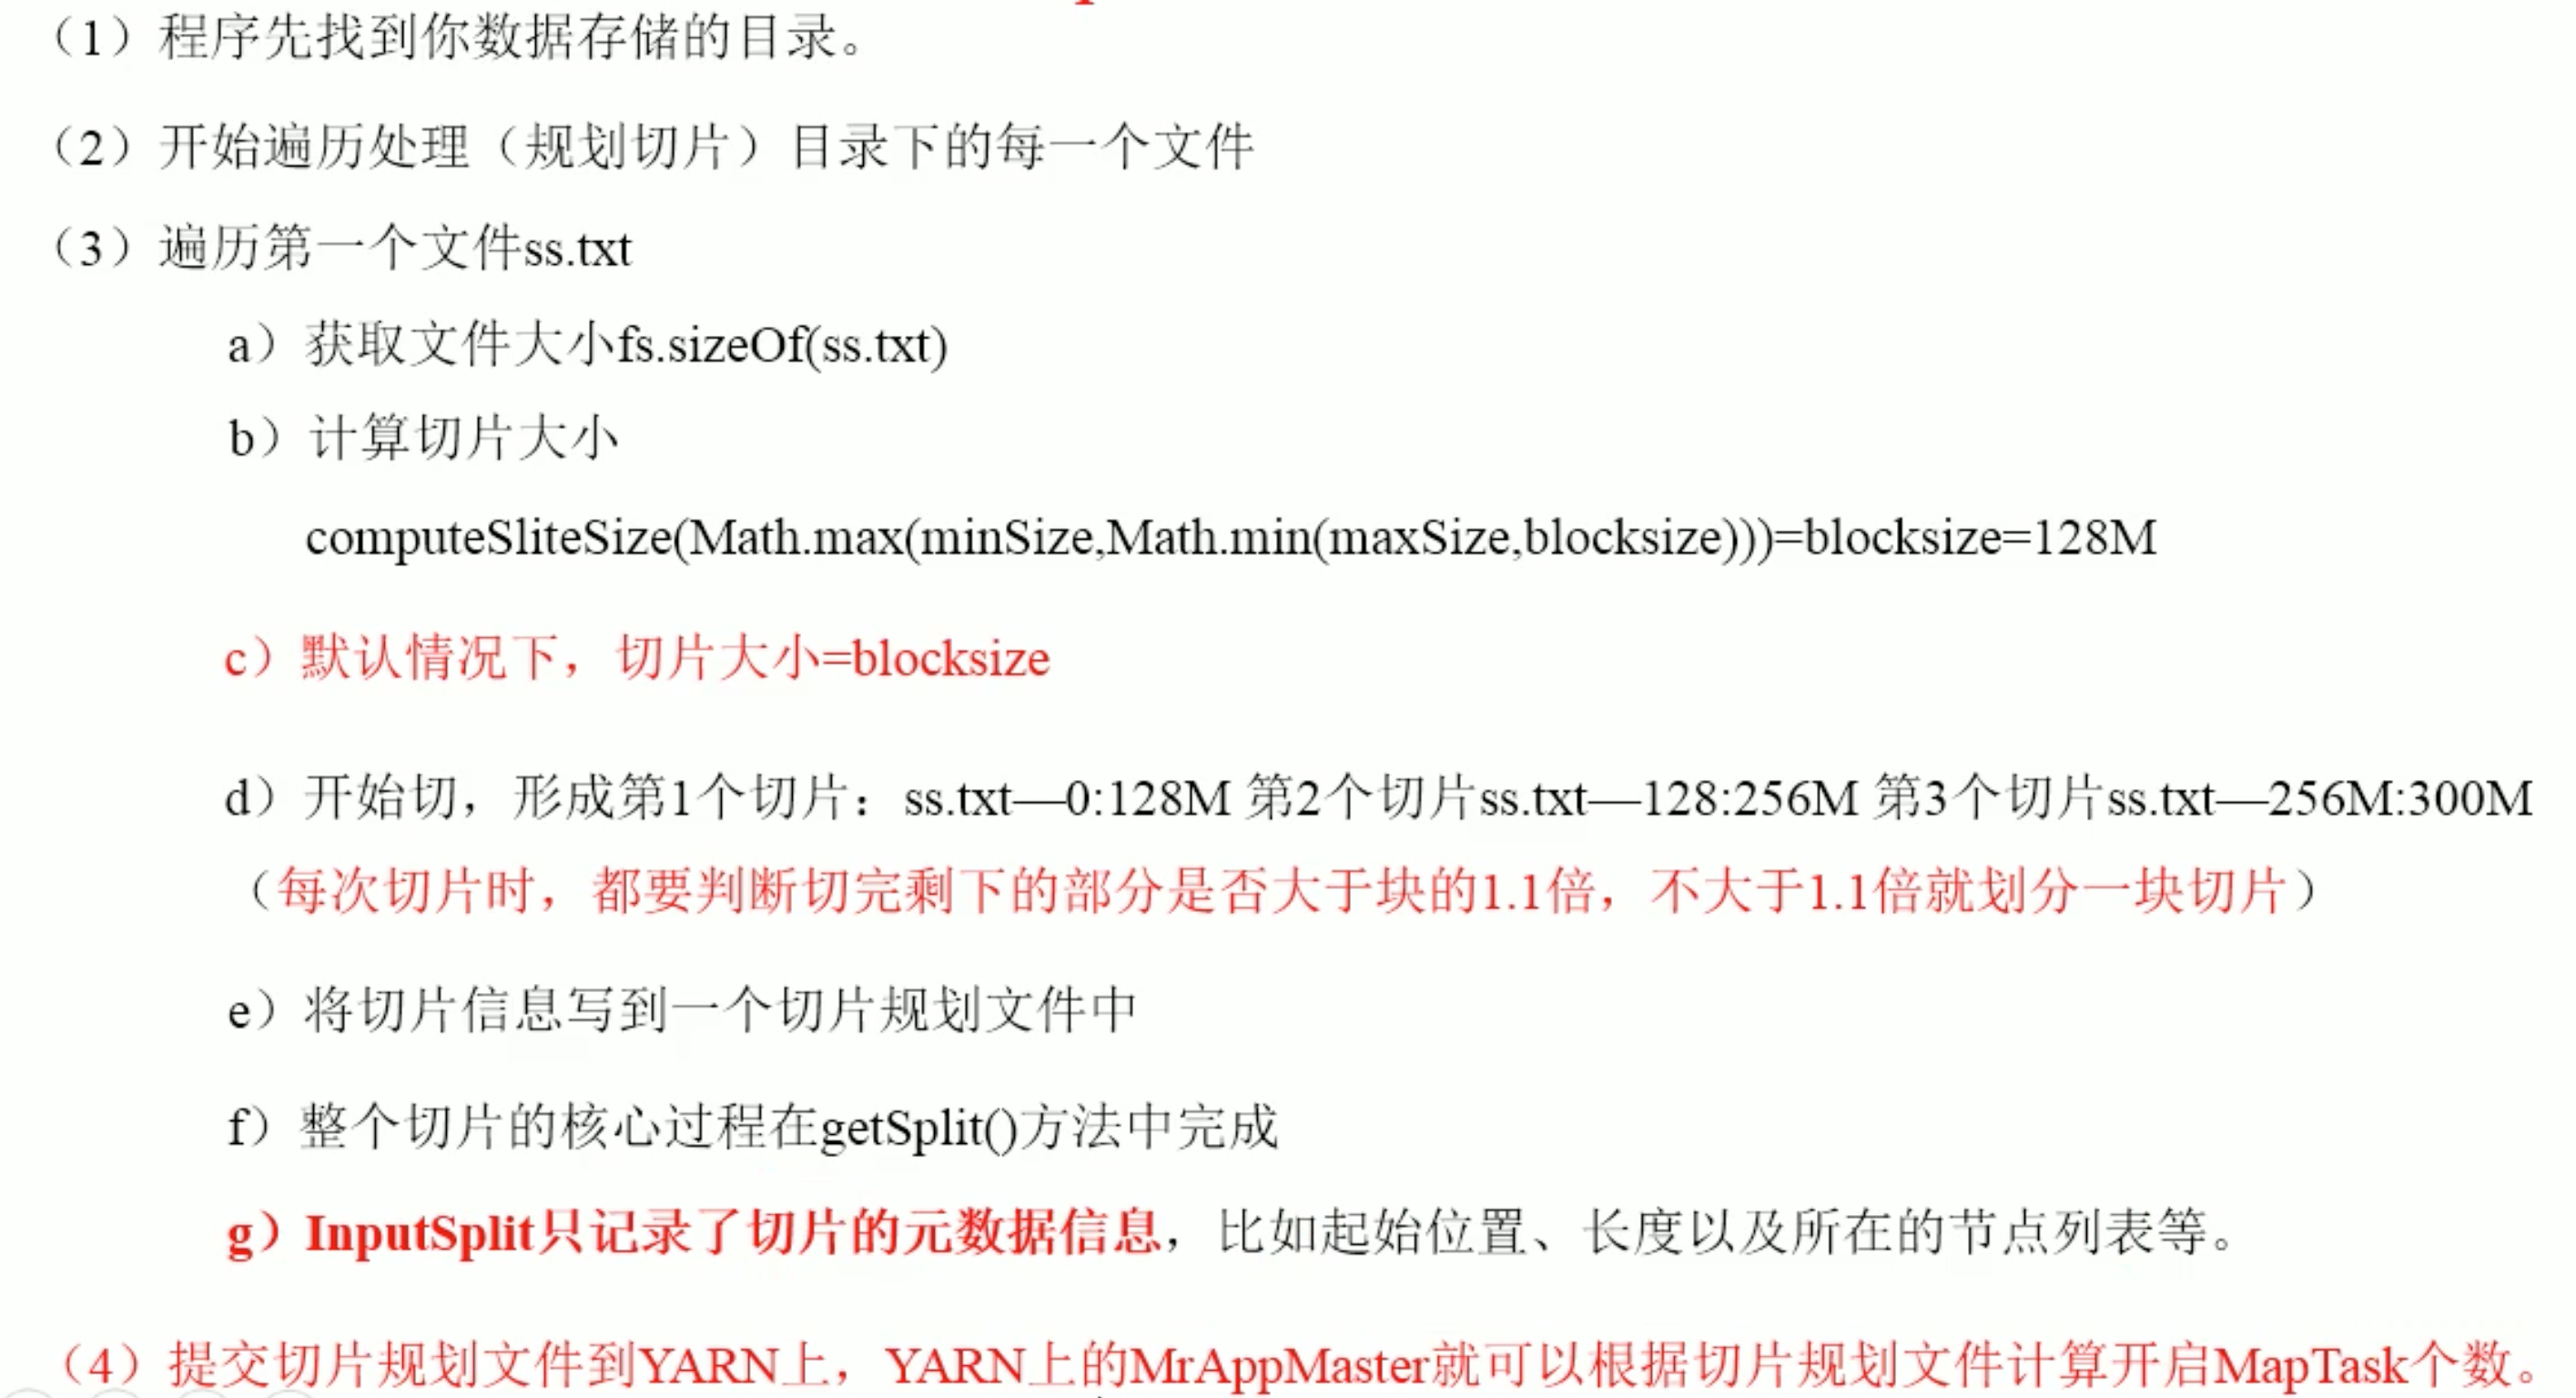 （1）程序先找到你数据存储的目录。
（2）开始遍历处理（规划切片）目录下的每一个文件
（3）遍历第一个文件ss.txt
a）获取文件大小fs.sizeOf(ss.txt)
b）计算切片大小
computeSliteSize(Math.max(minSize,Math.min(maxSize,blocksize)))=blocksize=128M
c）默认情况下，切片大小=blocksize
d）开始切，形成第1个切片：ss.txt—0:128M 第2个切片ss.txt—128:256M 第3个切片ss.txt—256M:300M
（每次切片时，都要判断切完剩下的部分是否大于块的1.1倍，不大于1.1倍就划分一块切片）
e）将切片信息写到一个切片规划文件中
f）整个切片的核心过程在getSplit()方法中完成
g）InputSplit只记录了切片的元数据信息，比如起始位置、长度以及所在的节点列表等。
（4）提交切片规划文件到YARN上，YARN上的MrAppMaster就可以根据切片规划文件计算开启MapTask个数。